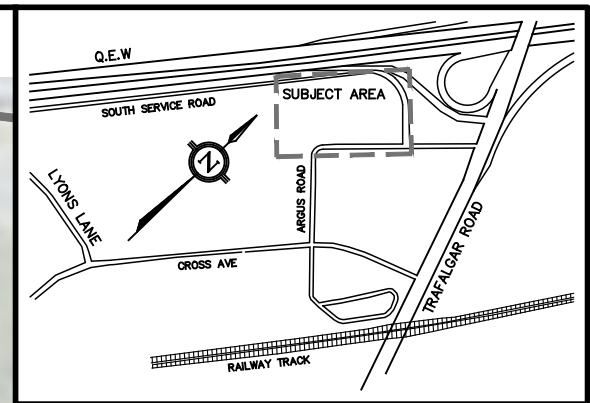 Q.E.W
SOUTH SERVICE ROAD
SUBJECT AREA
N
LYONS LANE
ARGUS ROAD
TRAFALGAR ROAD
CROSS AVE
RAILWAY TRACK